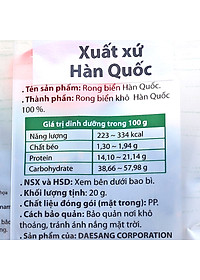 Xuất xứ
Hàn Quốc
. Tên sản phẩm: Rong biển Hàn Quốc.
. Thành phần: Rong biển khô Hàn Quốc
100 %.
Giá trị dinh dưỡng trong 100 g
Năng lượng 223 ~ 334 kcal
Chất béo 1,30 ~ 1,94 g
Protein 14,10 ~ 21,14 g
Carbohydrate 38,66 ~ 57,98 g
. NSX và HSD: Xem bên dưới bao bì.
. Khối lượng tịnh: 20 g.
. Chất liệu đóng gói (mặt trong): PP.
. Cách bảo quản: Bảo quản nơi khô
thoáng, tránh ánh nắng mặt trời.
. Sản phẩm của: DAESANG CORPORATION